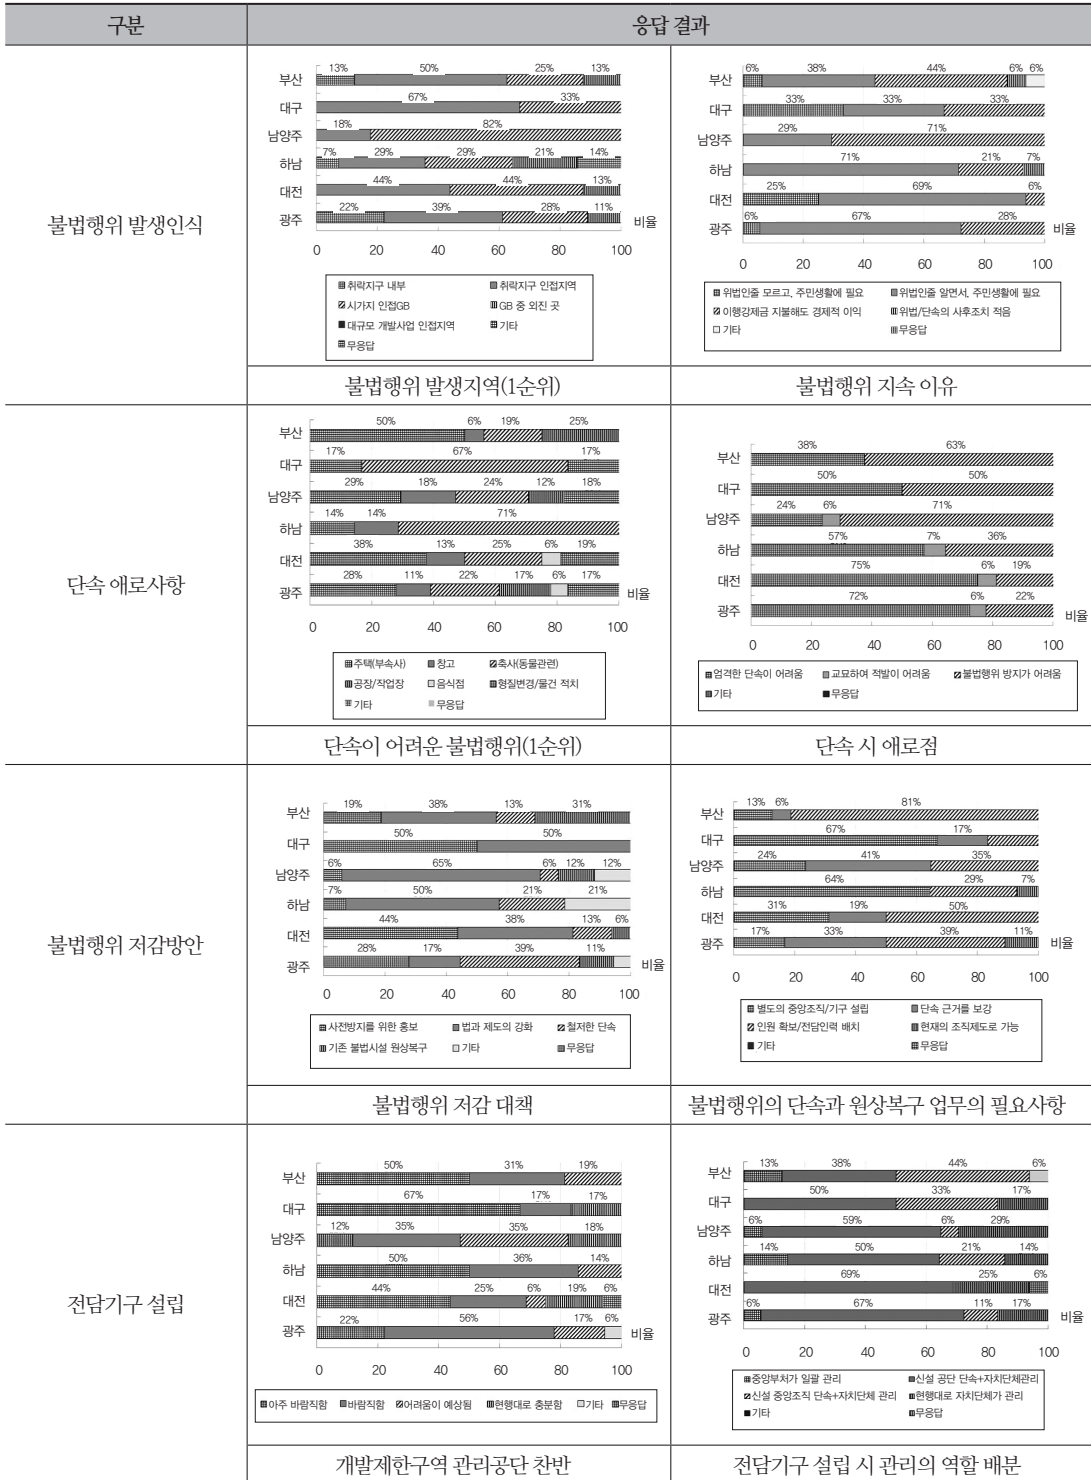 구분 응답 결과
불법행위 발생인식
13% 50% 25% 13%
부산
67% 33%
대구
18% 82%
남양주
7% 29% 29% 21% 14%
하남
44% 44% 13%
대전
22% 39% 28% 11%
광주
비율
0 20 40 60 80 100
취락지구 내부 취락지구 인접지역
시가지 인접GB GB 중 외진 곳
대규모 개발사업 인접지역 기타
무응답
불법행위 발생지역(1순위)
6% 38% 44% 6% 6%
부산
33% 33% 33%
대구
29% 71%
남양주
71% 21% 7%
하남
25% 69% 6%
대전
6% 67% 28%
광주
비율
0 20 40 60 80 100
위법인줄 모르고, 주민생활에 필요 위법인줄 알면서, 주민생활에 필요
이행강제금 지불해도 경제적 이익 위법/단속의 사후조치 적음
기타 무응답
불법행위 지속 이유
단속 애로사항
50% 6% 19% 25%
부산
17% 67% 17%
대구
29% 18% 24% 12% 18%
남양주
14% 14% 71%
하남
38% 13% 25% 6% 19%
대전
28% 11% 22% 17% 6% 17%
광주
비율
0 20 40 60 80 100
주택(부속사) 창고 축사(동물관련)
공장/작업장 음식점 형질변경/물건 적치
기타 무응답
단속이 어려운 불법행위(1순위)
38% 63%
부산
50% 50%
대구
24% 6% 71%
남양주
57% 7% 36%
하남
75% 6% 19%
대전
72% 6% 22%
광주
비율
0 20 40 60 80 100
엄격한 단속이 어려움 교묘하여 적발이 어려움 불법행위 방지가 어려움
기타 무응답
단속 시 애로점
불법행위 저감방안
19% 38% 13% 31%
부산
50% 50%
대구
6% 65% 6% 12% 12%
남양주
7% 50% 21% 21%
하남
44% 38% 13% 6%
대전
28% 17% 39% 11%
광주
비율
0 20 40 60 80 100
사전방지를 위한 홍보 법과 제도의 강화 철저한 단속
기존 불법시설 원상복구 기타 무응답
불법행위 저감 대책
13% 6% 81%
부산
67% 17%
대구
24% 41% 35%
남양주
64% 29% 7%
하남
31% 19% 50%
대전
17% 33% 39% 11%
광주
비율
0 20 40 60 80 100
별도의 중앙조직/기구 설립 단속 근거를 보강
인원 확보/전담인력 배치 현재의 조직제도로 가능
기타 무응답
불법행위의 단속과 원상복구 업무의 필요사항
전담기구 설립
50% 31% 19%
부산
67% 17% 17%
대구
12% 35% 35% 18%
남양주
50% 36% 14%
하남
44% 25% 6% 19% 6%
대전
22% 56% 17% 6%
광주
비율
0 20 40 60 80 100
아주 바람직함 바람직함 어려움이 예상됨 현행대로 충분함 기타 무응답
개발제한구역 관리공단 찬반
13% 38% 44% 6%
부산
50% 33% 17%
대구
6% 59% 6% 29%
남양주
14% 50% 21% 14%
하남
69% 25% 6%
대전
6% 67% 11% 17%
광주
비율
0 20 40 60 80 100
중앙부처가 일괄 관리 신설 공단 단속+자치단체관리
신설 중앙조직 단속+자치단체 관리 현행대로 자치단체가 관리
기타 무응답
전담기구 설립 시 관리의 역할 배분